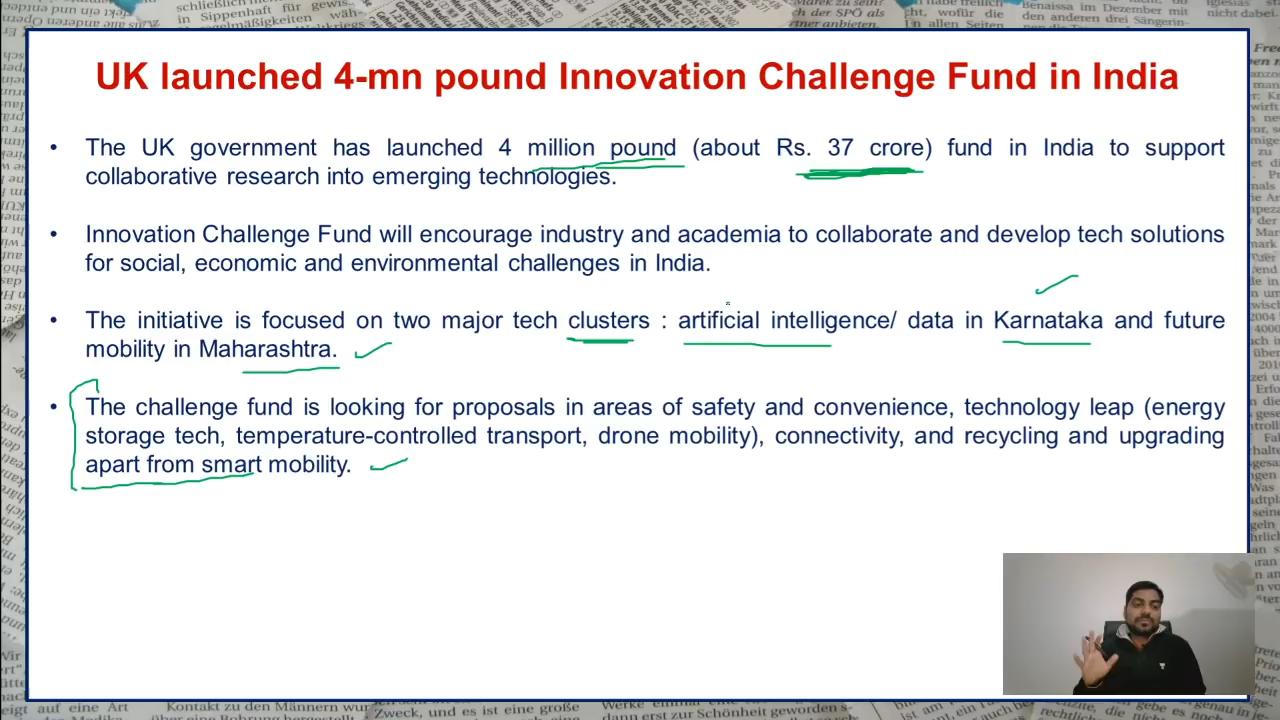 UK launched 4-mn pound Innovation Challenge Fund in India
• The UK government has launched 4 million pound (about Rs. 37 crore) fund in India to support
collaborative research into emerging technologies.
• Innovation Challenge Fund will encourage industry and academia to collaborate and develop tech solutions
for social, economic and environmental challenges in India.
• The initiative is focused on two major tech clusters : artificial intelligence/ data in Karnataka and future
mobility in Maharashtra.
• The challenge fund is looking for proposals in areas of safety and convenience, technology leap (energy
storage tech, temperature-controlled transport, drone mobility), connectivity, and recycling and upgrading
apart from smart mobility.